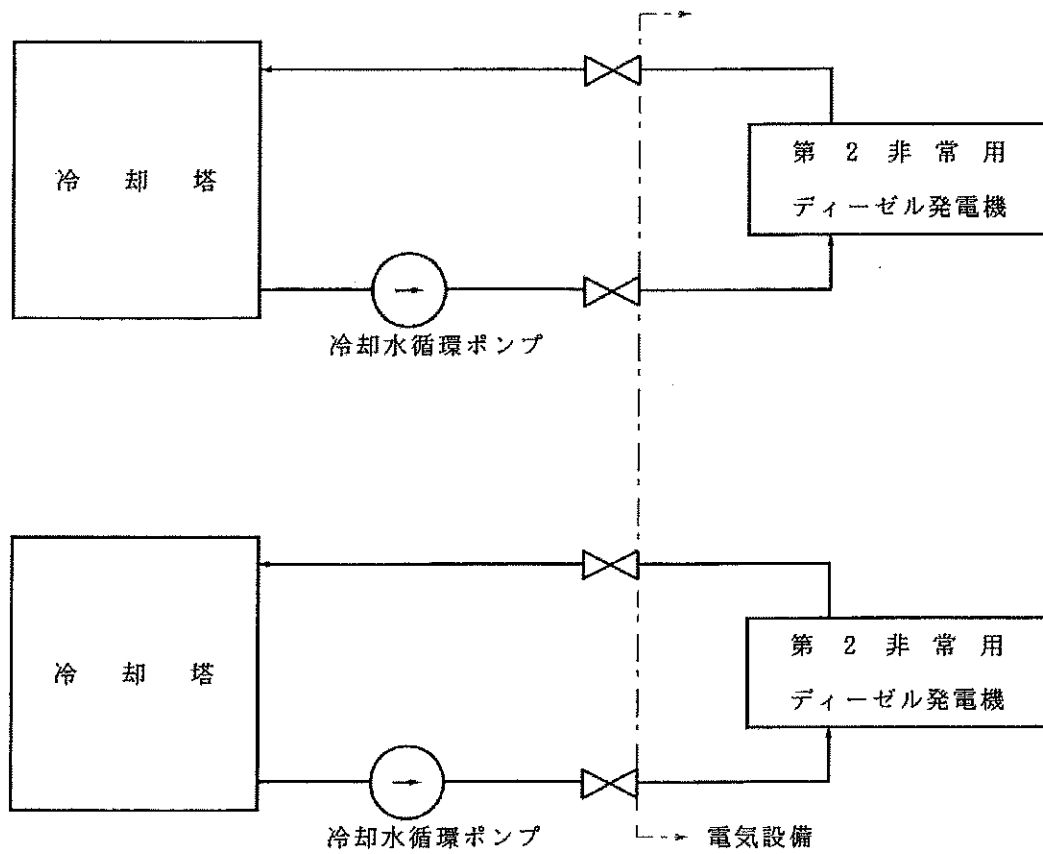 冷却塔
第2非常用
ディーゼル発電機
冷却水循環ポンプ
冷却塔
第2非常用
ディーゼル発電機
冷却水循環ポンプ
電気設備